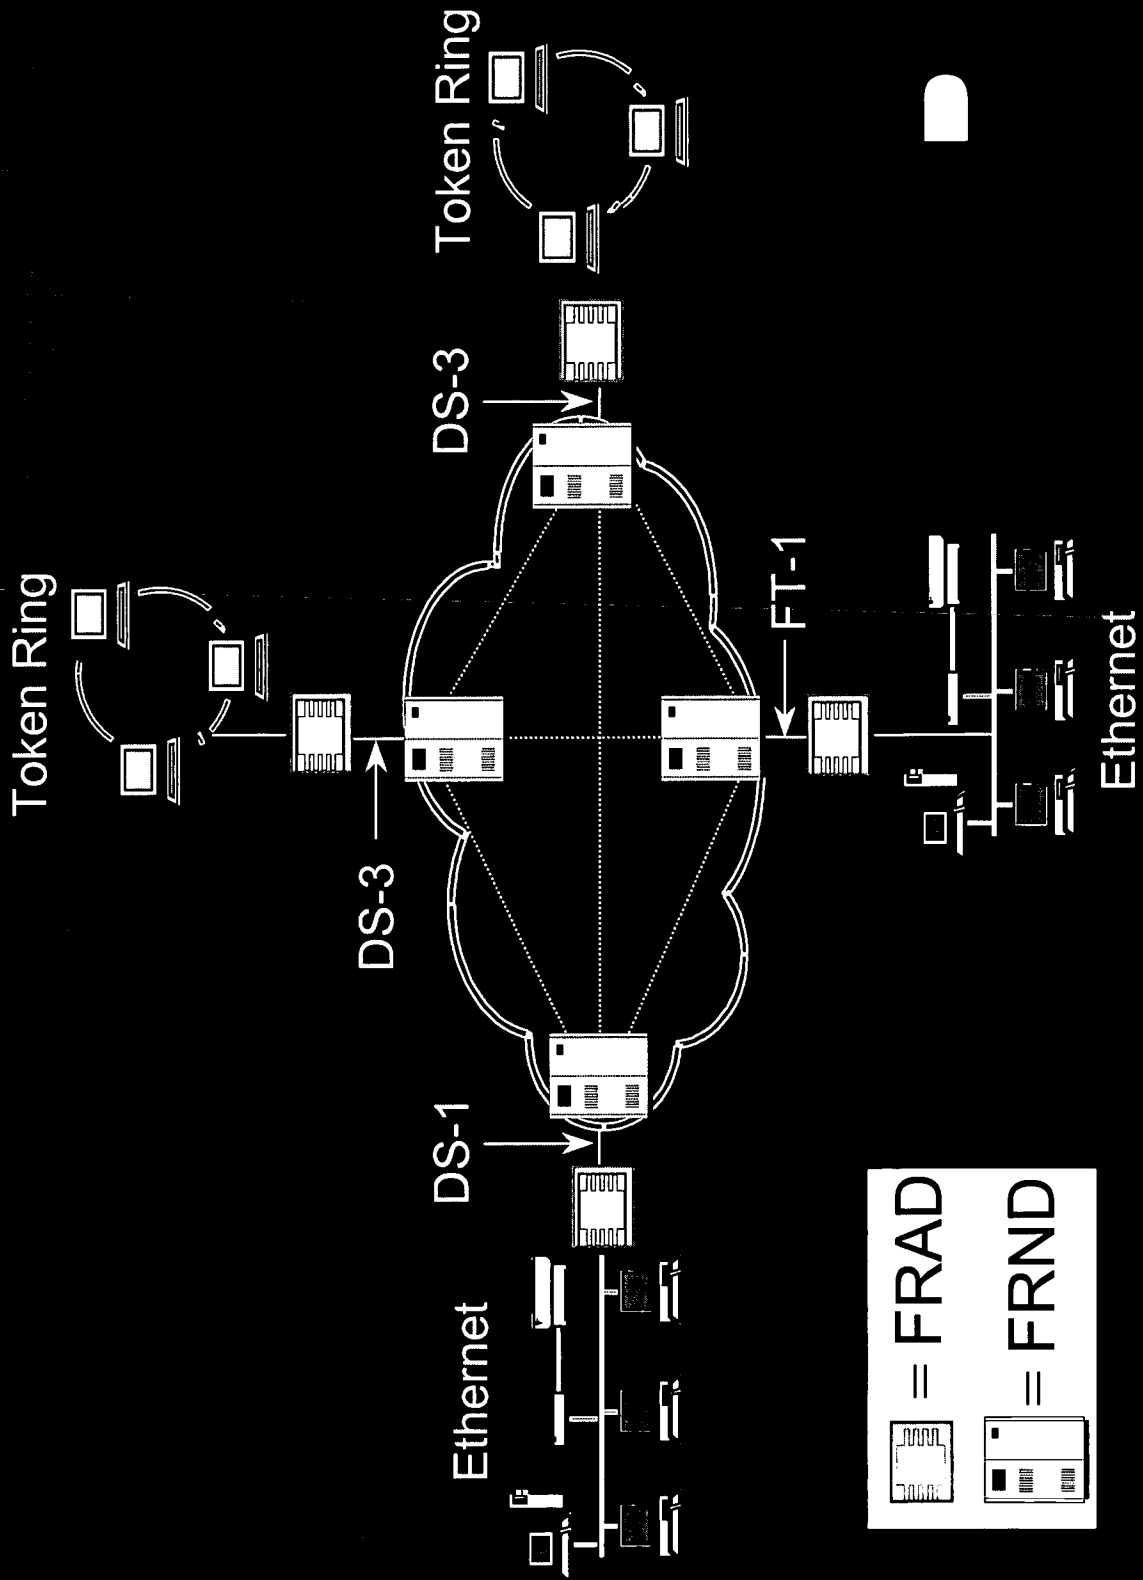 Token Ring
Token Ring
DS-3
DS-3
DS-1
FT-1
Ethernet
Ethernet
= FRAD
= FRND